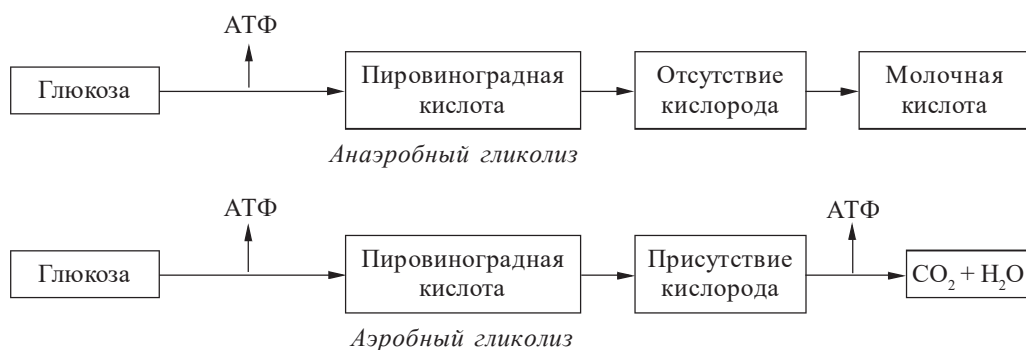 АТФ
Глюкоза
Пировиноградная
кислота
Отсутствие
кислорода
Молочная
кислота
Анаэробный гликолиз
АТФ
АТФ
Глюкоза
Пировиноградная
кислота
Присутствие
кислорода
CO₂ + H₂O
Аэробный гликолиз